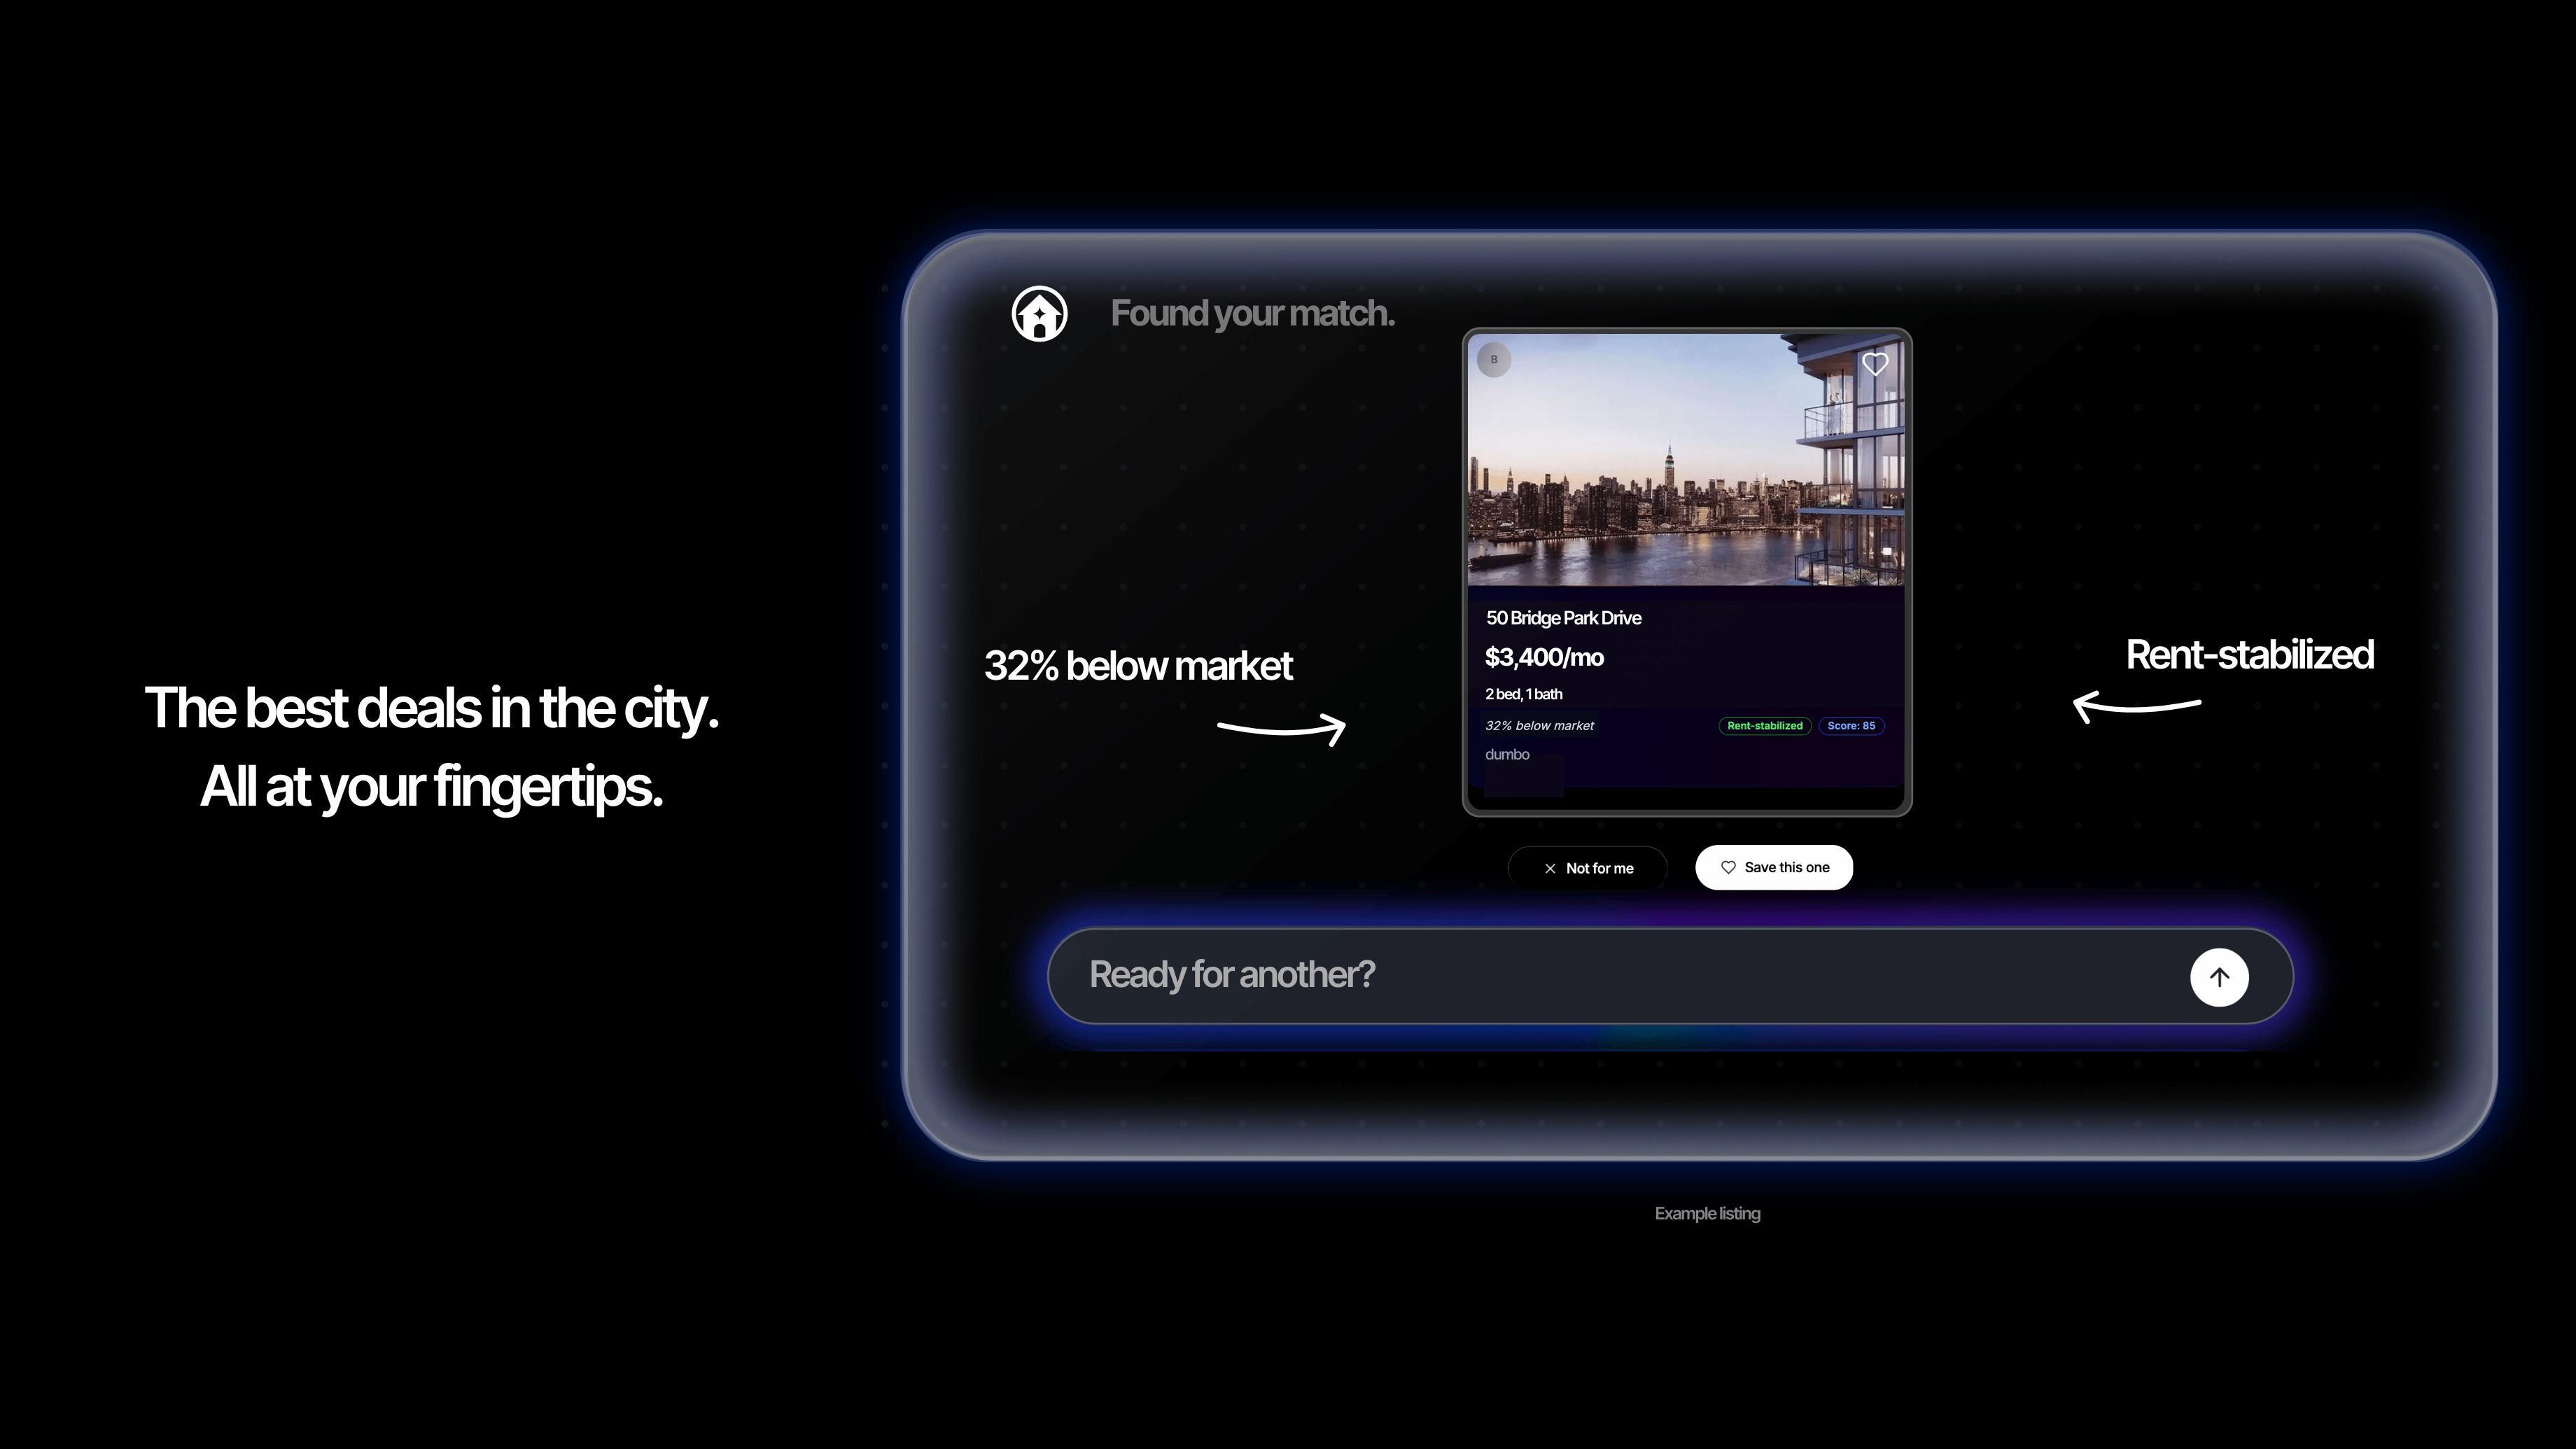 The best deals in the city.
All at your fingertips.
Found your match.
B
32% below market
50 Bridge Park Drive
$3,400/mo
2 bed, 1 bath
32% below market
Rent-stabilized
Score: 85
dumbo
Rent-stabilized
Not for me
Save this one
Ready for another?
Example listing